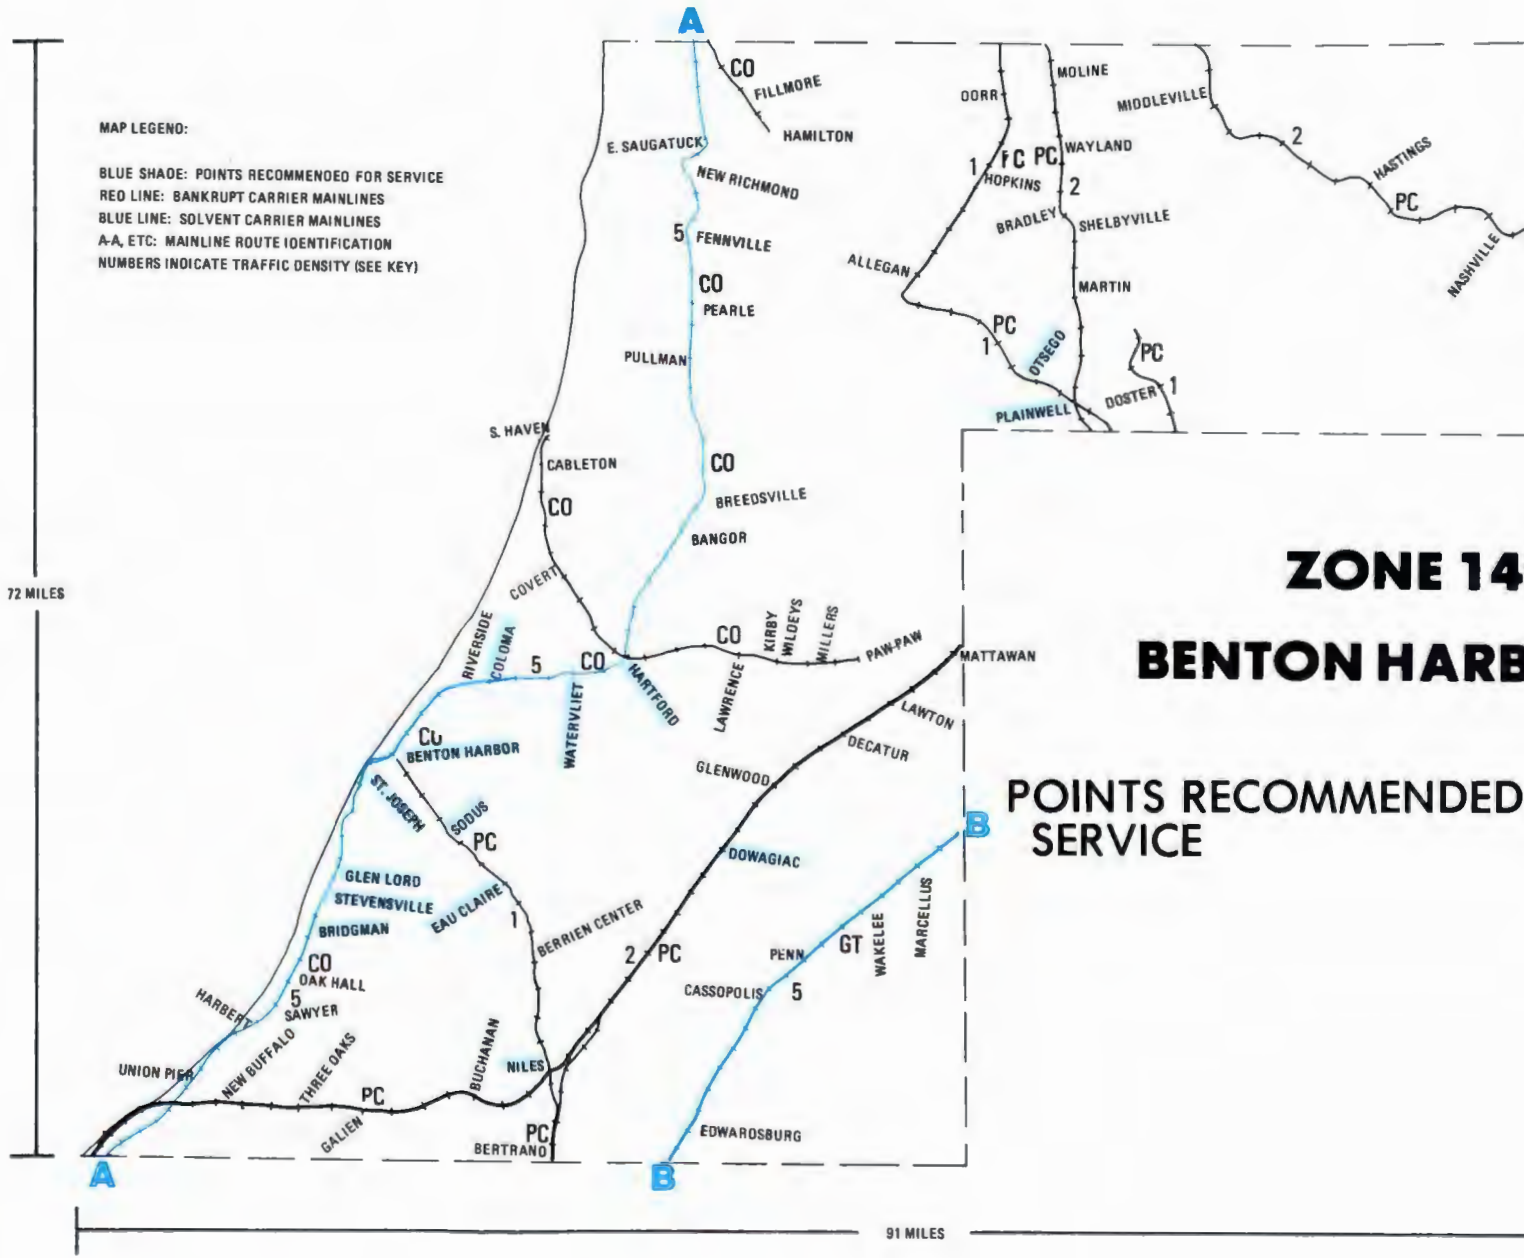 A
CO
FILLMORE
HAMILTON
E. SAUGATUCK
NEW RICHMOND
5
FENNVILLE
CO
PEARLE
PULLMAN
DORR
MOLINE
MIDDLEVILLE
2
HASTINGS
PC
NASHVILLE
1
PC
WAYLAND
HOPKINS
2
BRADLEY
SHELBYVILLE
ALLEGAN
MARTIN
PC
1
OTSEGO
PLAINWELL
PC
DOSTER
1
72 MILES
MAP LEGEND:
BLUE SHADE: POINTS RECOMMENDED FOR SERVICE
RED LINE: BANKRUPT CARRIER MAINLINES
BLUE LINE: SOLVENT CARRIER MAINLINES
A-A, ETC: MAINLINE ROUTE IDENTIFICATION
NUMBERS INDICATE TRAFFIC DENSITY (SEE KEY)
S. HAVEN
CABLETON
CO
CO
BREEDSVILLE
BANGOR
COVERT
RIVERSIDE
COLOMA
5
CO
WATERVLIET
HARTFORD
CO
LAWRENCE
KIRBY
WILDEYS
MILLERS
PAW-PAW
MATTAWAN
LAWTON
DECATUR
GLENWOOD
ZONE 14
BENTON HARB
POINTS RECOMMENDED
SERVICE
CO
BENTON HARBOR
ST. JOSEPH
SODUS
PC
EAU CLAIRE
1
BERRIEN CENTER
DOWAGIAC
2
PC
B
MARCELLUS
WAKELEE
GT
PENN
CASSOPOLIS
5
EDWARDSBURG
B
GLEN LORD
STEVENSVILLE
BRIDGMAN
CO
OAK HALL
5
SAWYER
HARBERT
UNION PIER
NEW BUFFALO
THREE OAKS
PC
GALIEN
BUCHANAN
NILES
PC
BERTRAND
A
91 MILES